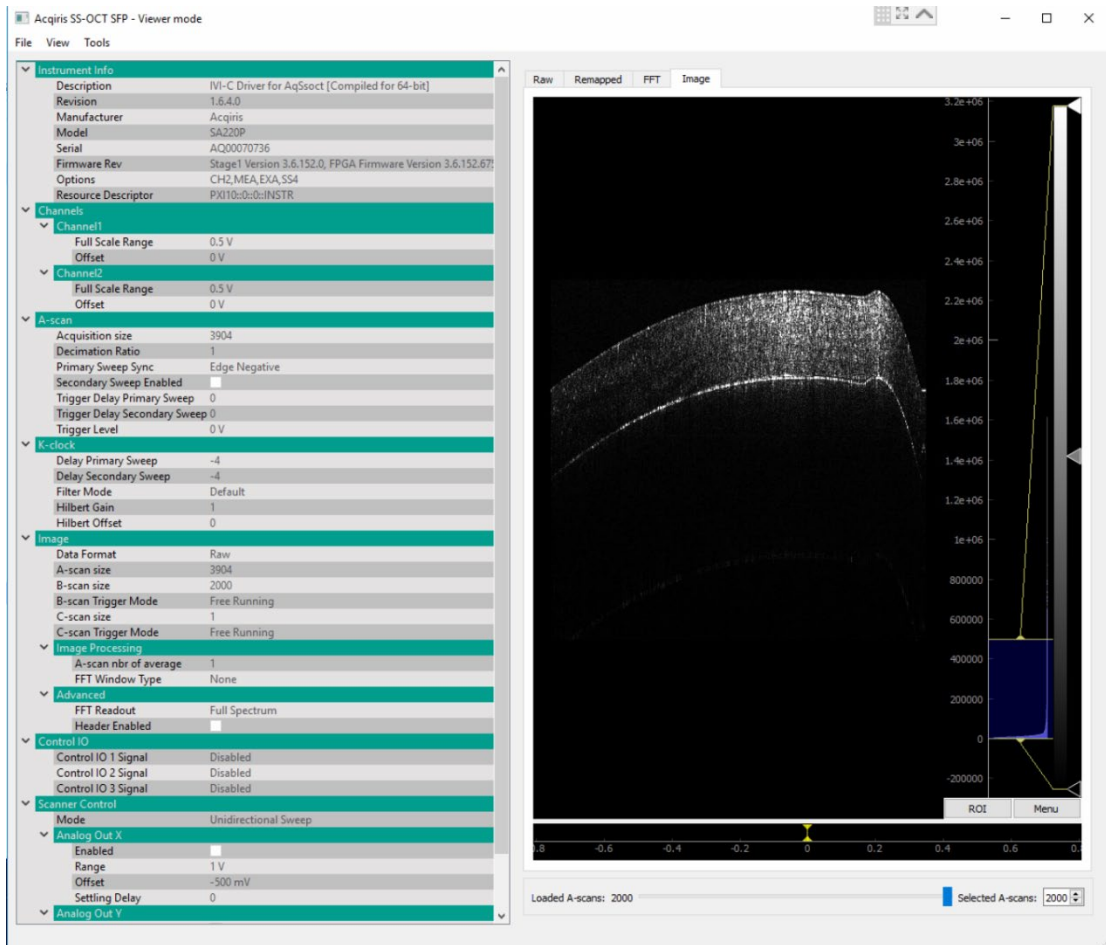 Acqiris SS-OCT SFP - Viewer mode
File View Tools
Instrument Info
Description IVI-C Driver for AqSsoct [Compiled for 64-bit]
Revision 1.6.4.0
Manufacturer Acqiris
Model SA220P
Serial AQ00070736
Firmware Rev Stage1 Version 3.6.152.0, FPGA Firmware Version 3.6.152.67
Options CH2,MEA,EXA,SS4
Resource Descriptor PXI10::0::0::INSTR
Channels
Channel1
Full Scale Range 0.5 V
Offset 0 V
Channel2
Full Scale Range 0.5 V
Offset 0 V
A-scan
Acquisition size 3904
Decimation Ratio 1
Primary Sweep Sync Edge Negative
Secondary Sweep Enabled
Trigger Delay Primary Sweep 0
Trigger Delay Secondary Sweep 0
Trigger Level 0 V
K-clock
Delay Primary Sweep -4
Delay Secondary Sweep -4
Filter Mode Default
Hilbert Gain 1
Hilbert Offset 0
Image
Data Format Raw
A-scan size 3904
B-scan size 2000
B-scan Trigger Mode Free Running
C-scan size 1
C-scan Trigger Mode Free Running
Image Processing
A-scan nbr of average 1
FFT Window Type None
Advanced
FFT Readout Full Spectrum
Header Enabled
Control IO
Control IO 1 Signal Disabled
Control IO 2 Signal Disabled
Control IO 3 Signal Disabled
Scanner Control
Mode Unidirectional Sweep
Analog Out X
Enabled
Range 1 V
Offset -500 mV
Settling Delay 0
Analog Out Y
Raw Remapped FFT Image
3.2e+06
3e+06
2.8e+06
2.6e+06
2.4e+06
2.2e+06
2e+06
1.8e+06
1.6e+06
1.4e+06
1.2e+06
1e+06
800000
600000
400000
200000
0
-200000
ROI Menu
.8 -0.6 -0.4 -0.2 0 0.2 0.4 0.6 0.8
Loaded A-scans: 2000 Selected A-scans: 2000